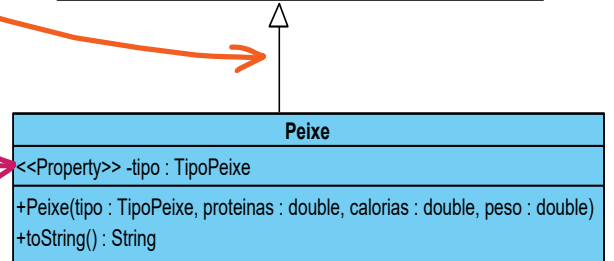 Peixe
<<Property>> -tipo : TipoPeixe
+Peixe(tipo : TipoPeixe, proteinas : double, calorias : double, peso : double)
+toString() : String